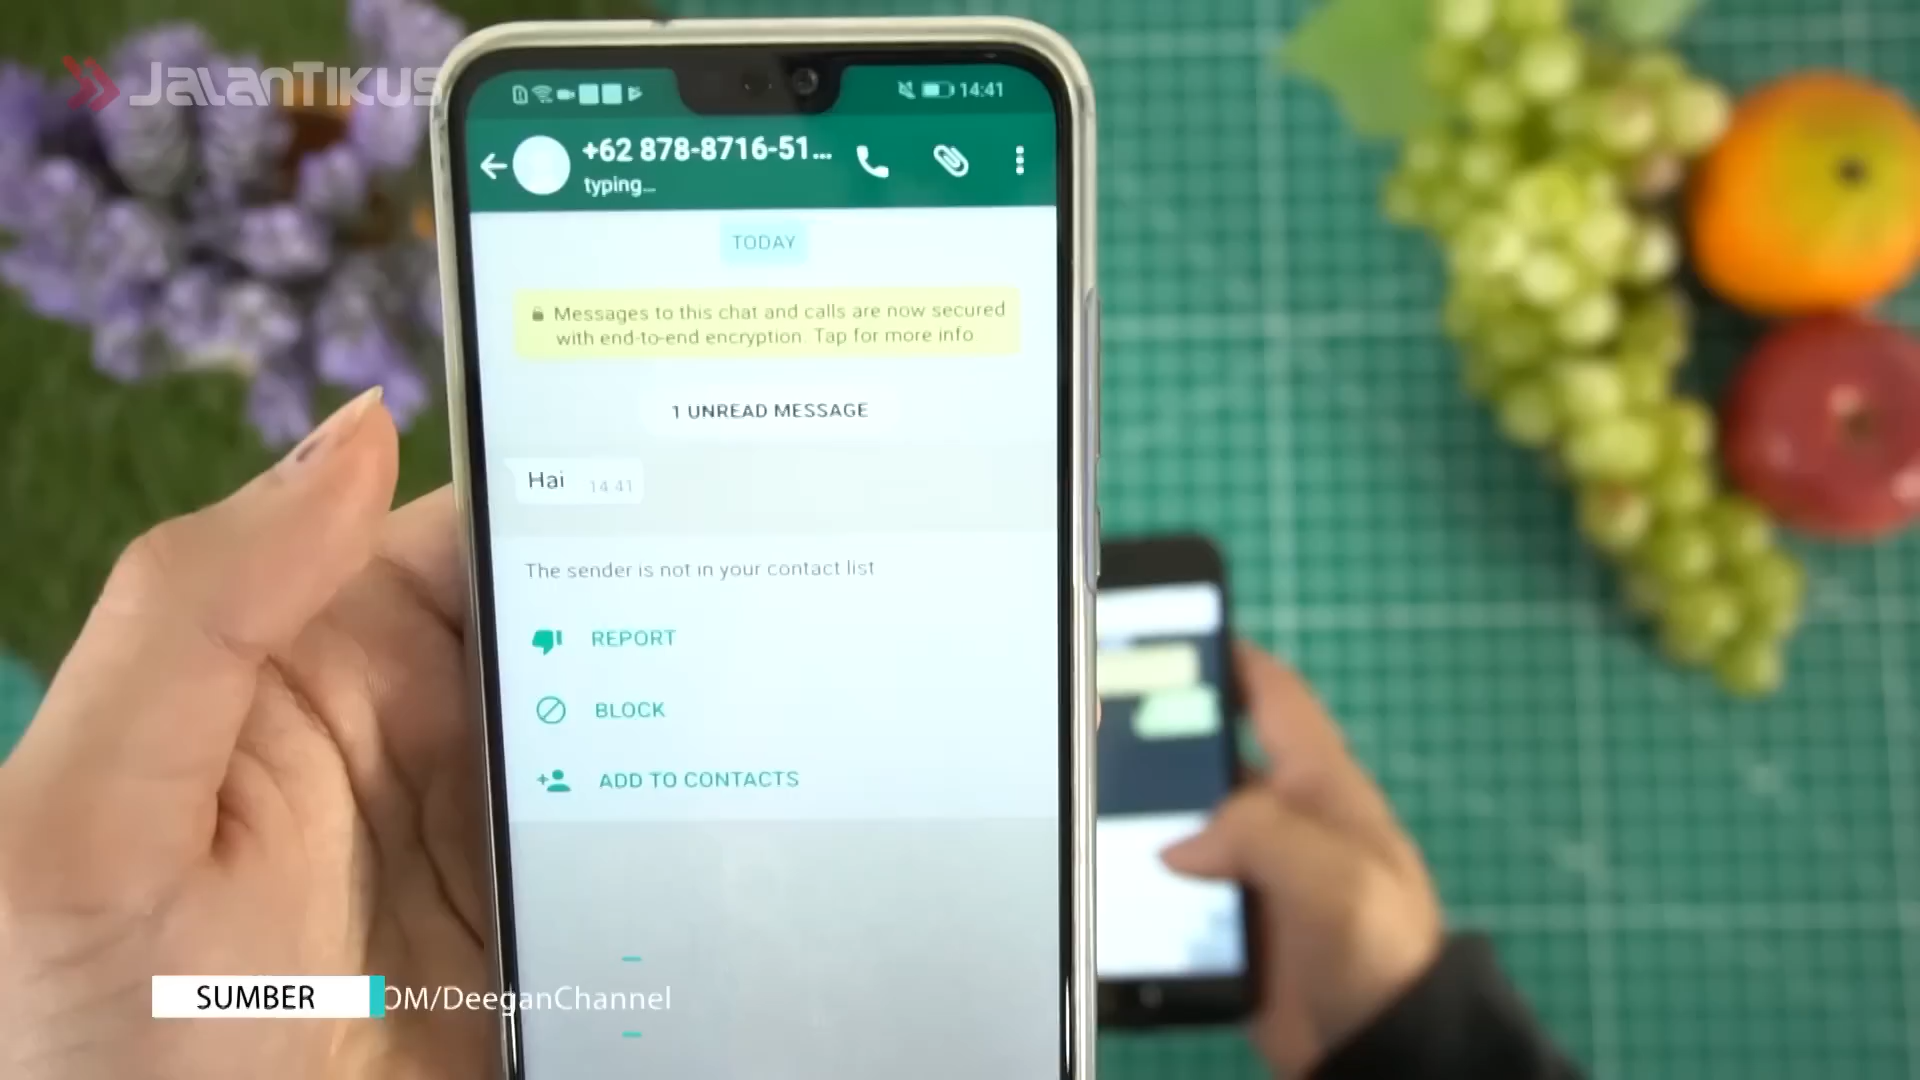 JALANTIKUS
14:41
+62 878-8716-51...
typing...
TODAY
Messages to this chat and calls are now secured
with end-to-end encryption. Tap for more info
1 UNREAD MESSAGE
Hai 14.41
The sender is not in your contact list
REPORT
BLOCK
ADD TO CONTACTS
SUMBER OM/DeeganChannel